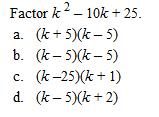 Factor k² – 10k + 25.
a. (k + 5)(k – 5)
b. (k – 5)(k – 5)
c. (k –25)(k + 1)
d. (k – 5)(k + 2)